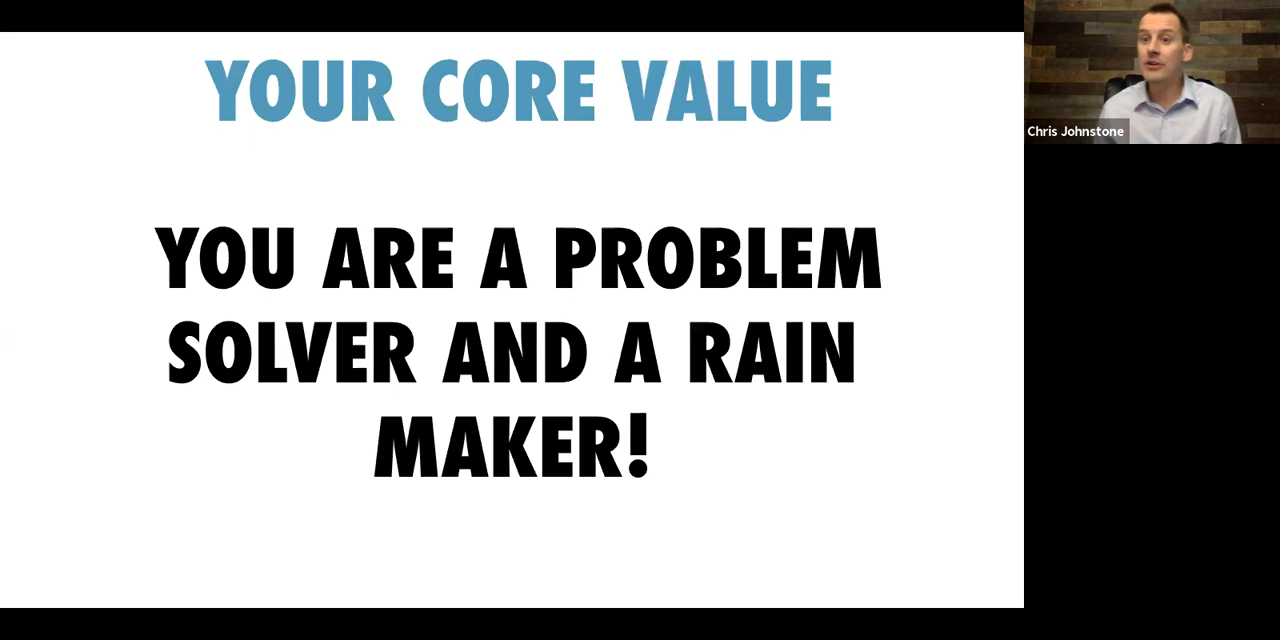 YOUR CORE VALUE
YOU ARE A PROBLEM
SOLVER AND A RAIN
MAKER!
Chris Johnstone